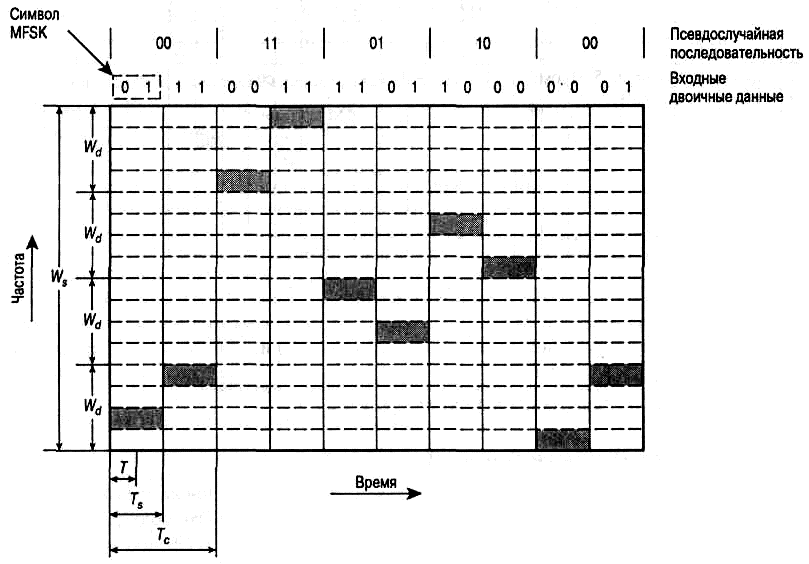 Символ
MFSK
00 11 01 10 00
Псевдослучайная
последовательность
0 1 1 1 0 0 1 1 1 1 0 1 1 0 0 0 0 0 0 1
Входные
двоичные данные
W_d
W_d
W_s
W_d
W_d
Частота
T
T_s
T_c
Время